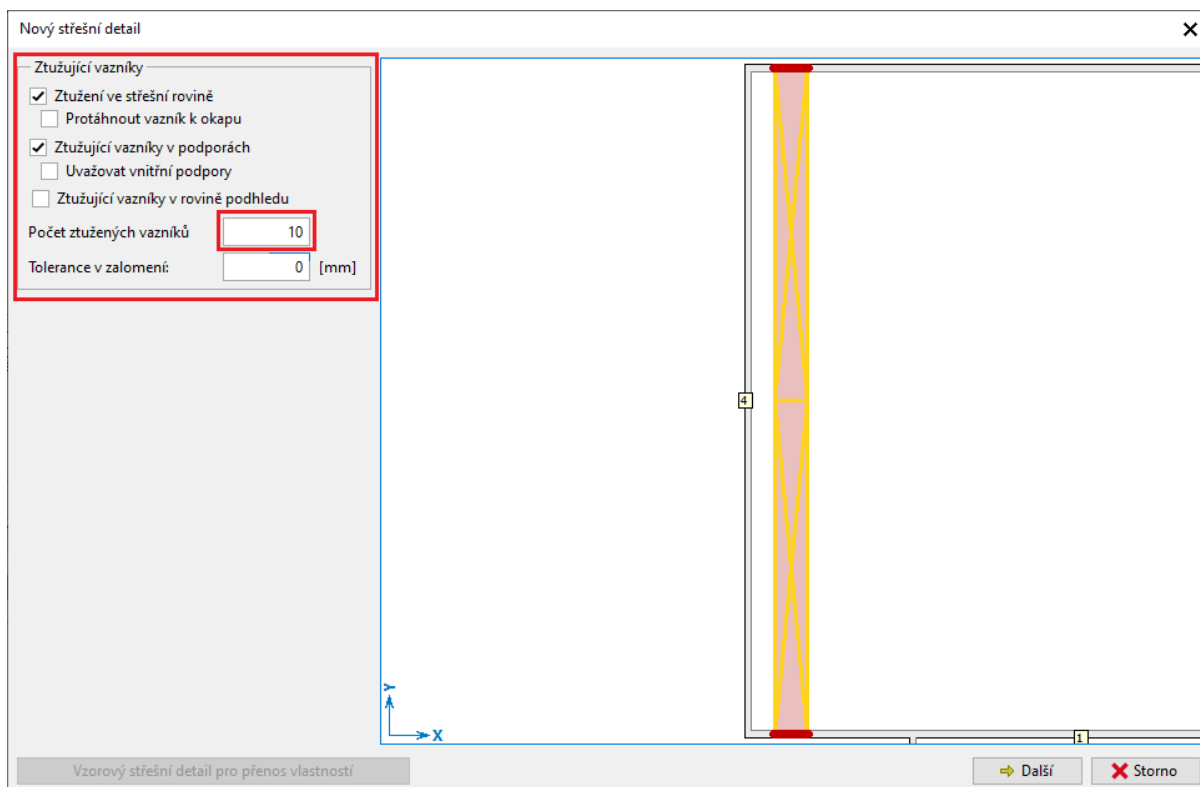 Nový střešní detail
Ztužující vazníky
Ztužení ve střešní rovině
Protáhnout vazník k okapu
Ztužující vazníky v podporách
Uvažovat vnitřní podpory
Ztužující vazníky v rovině podhledu
Počet ztužených vazníků 10
Tolerance v zalomení: 0 [mm]
4
Y
X
1
Vzorový střešní detail pro přenos vlastností
Další
Storno